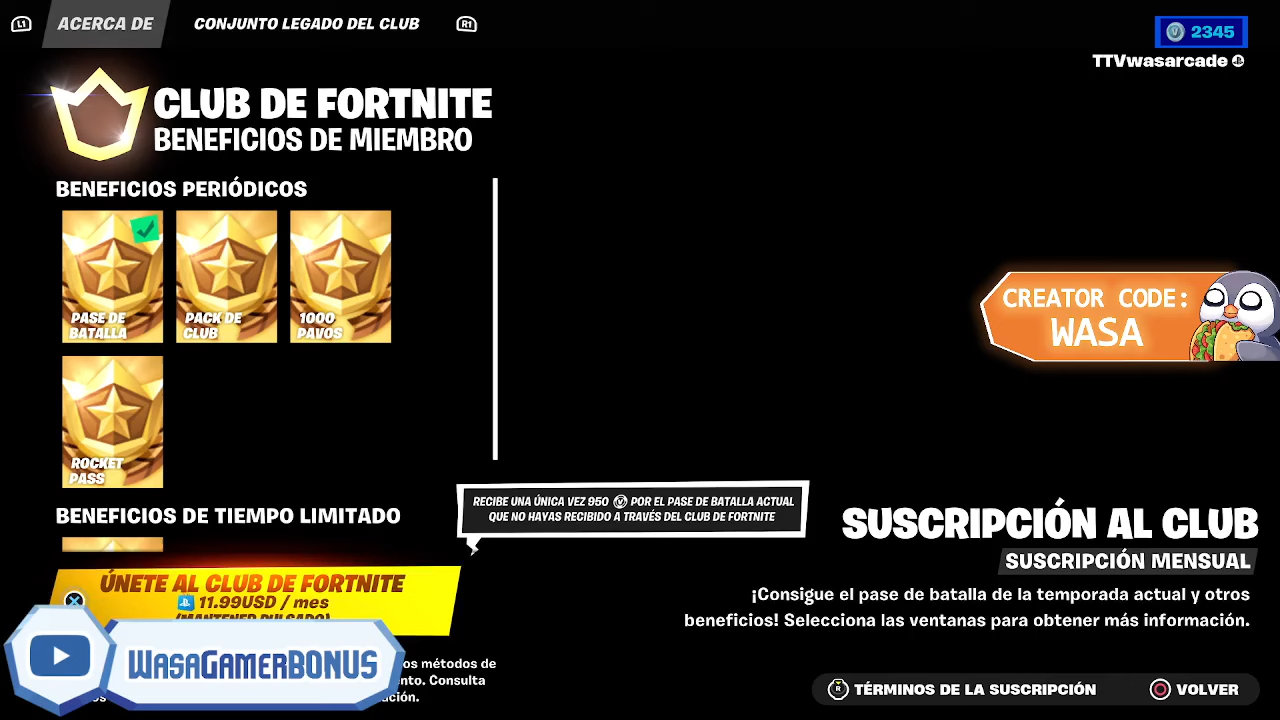 L1
ACERCA DE
CONJUNTO LEGADO DEL CLUB
R1
2345
TTVwasarcade
CLUB DE FORTNITE
BENEFICIOS DE MIEMBRO
BENEFICIOS PERIÓDICOS
PASE DE
BATALLA
PACK DE
CLUB
1000
PAVOS
CREATOR CODE:
WASA
ROCKET
PASS
RECIBE UNA ÚNICA VEZ 950 V POR EL PASE DE BATALLA ACTUAL
QUE NO HAYAS RECIBIDO A TRAVÉS DEL CLUB DE FORTNITE
BENEFICIOS DE TIEMPO LIMITADO
SUSCRIPCIÓN AL CLUB
SUSCRIPCIÓN MENSUAL
¡Consigue el pase de batalla de la temporada actual y otros
beneficios! Selecciona las ventanas para obtener más información.
ÚNETE AL CLUB DE FORTNITE
11.99USD / mes
(MANTENER PULSADO)
WASAGAMERBONUS
os métodos de
nto. Consulta
ción.
R TÉRMINOS DE LA SUSCRIPCIÓN
VOLVER